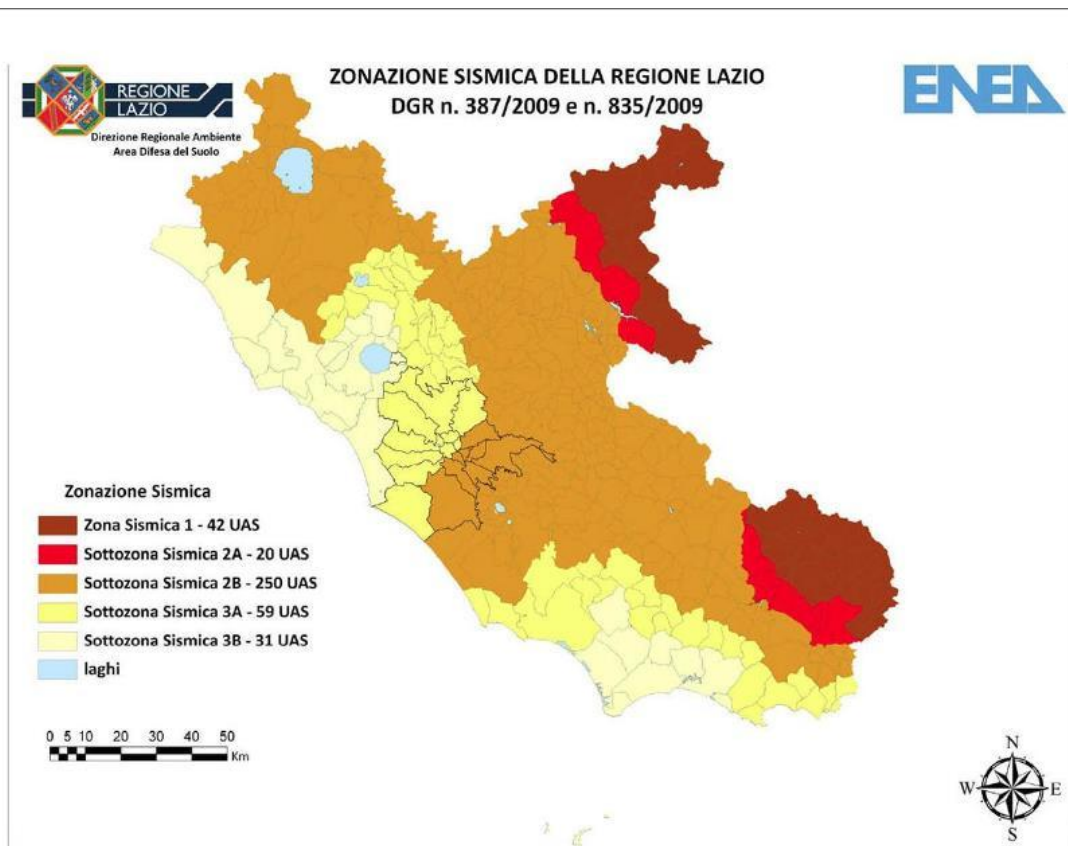 REGIONE
LAZIO
Direzione Regionale Ambiente
Area Difesa del Suolo
ZONAZIONE SISMICA DELLA REGIONE LAZIO
DGR n. 387/2009 e n. 835/2009
ENEA
Zonazione Sismica
Zona Sismica 1 - 42 UAS
Sottozona Sismica 2A - 20 UAS
Sottozona Sismica 2B - 250 UAS
Sottozona Sismica 3A - 59 UAS
Sottozona Sismica 3B - 31 UAS
laghi
0 5 10 20 30 40 50
Km
N
W E
S